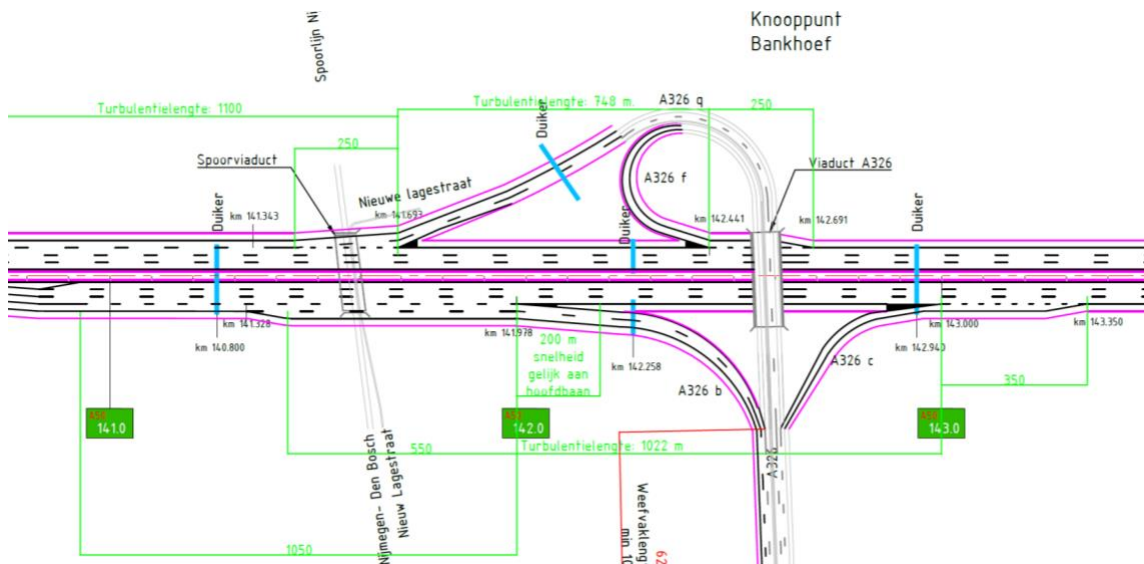 Knooppunt
Bankhoef
Spoorlijn Ni
Turbulentielengte: 1100
Turbulentielengte: 748 m.
A326 q
250
Duiker
250
Spoorviaduct
Viaduct A326
A326 f
Nieuwe lagestraat
Duiker
km 141.343
km 141.693
Duiker
km 142.441
km 142.691
Duiker
km 141.328
km 140.800
km 141.978
km 142.258
km 143.000
km 142.940
km 143.350
200 m
snelheid
gelijk aan
hoofdbaan
A326 b
A326 c
350
141.0
142.0
143.0
550
Turbulentielengte: 1022 m
A326
Nijmegen- Den Bosch
Nieuw Lagestraat
Weefvakleng
min 10
62
1050